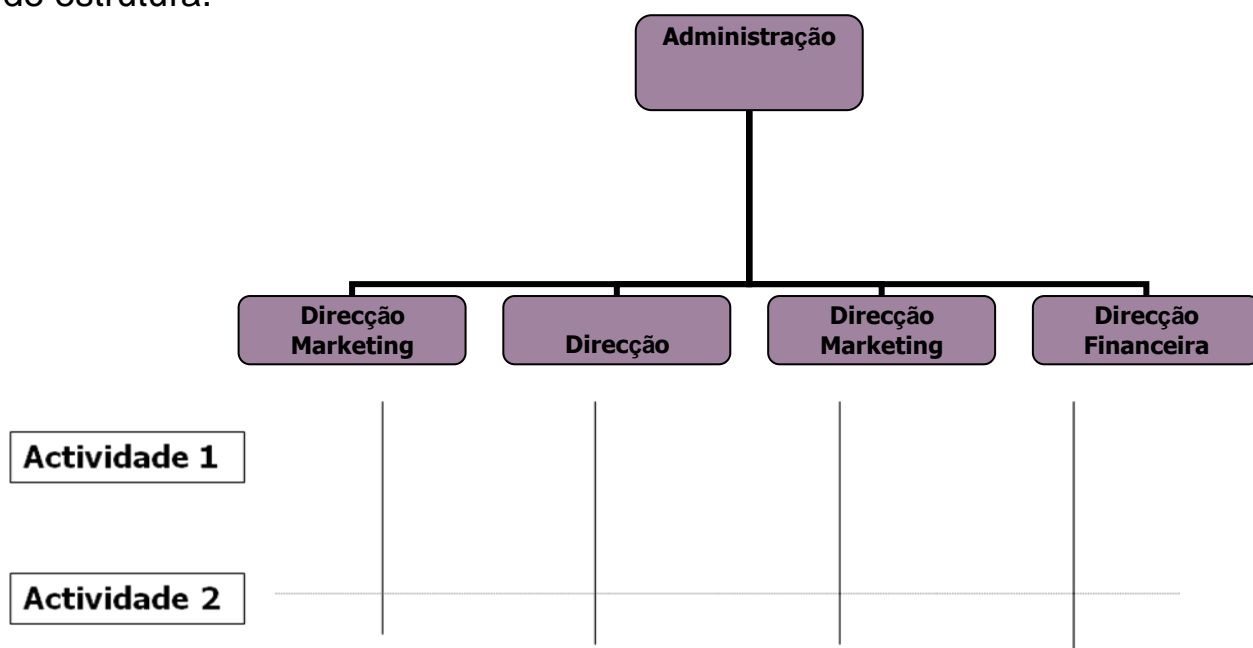 do estrutura.
Administração
Direcção
Marketing
Direcção
Direcção
Marketing
Direcção
Financeira
Actividade 1
Actividade 2